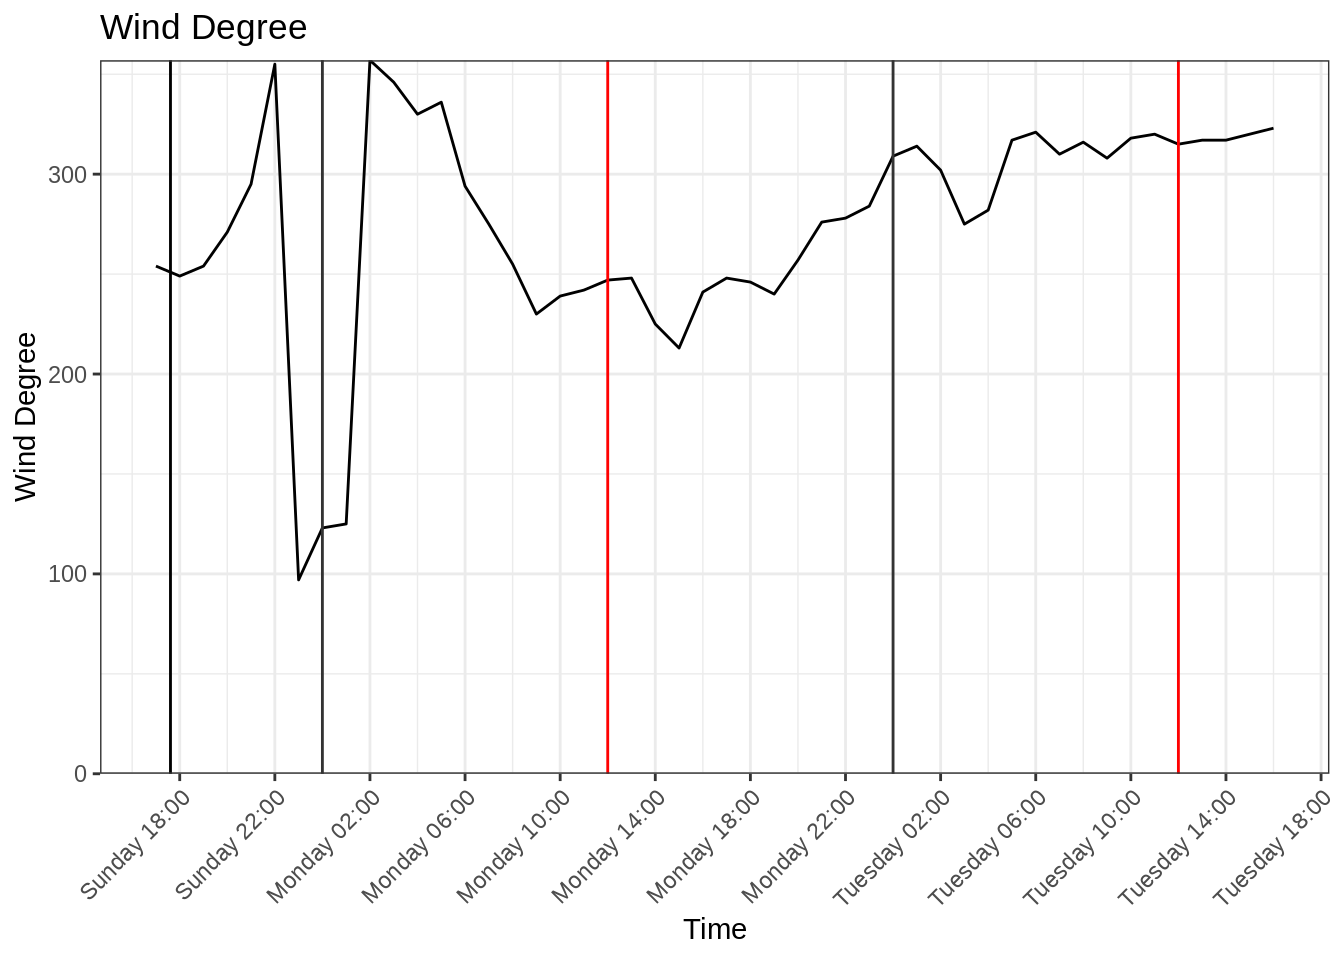 Wind Degree
Wind Degree
300
200
100
0
Sunday 18:00
Sunday 22:00
Monday 02:00
Monday 06:00
Monday 10:00
Monday 14:00
Monday 18:00
Monday 22:00
Tuesday 02:00
Tuesday 06:00
Tuesday 10:00
Tuesday 14:00
Tuesday 18:00
Time